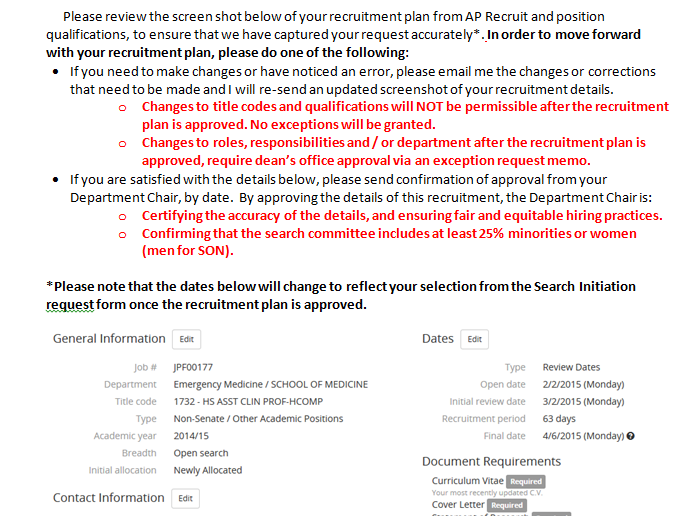 Please review the screen shot below of your recruitment plan from AP Recruit and position
qualifications, to ensure that we have captured your request accurately*. In order to move forward
with your recruitment plan, please do one of the following:
• If you need to make changes or have noticed an error, please email me the changes or corrections
that need to be made and I will re-send an updated screenshot of your recruitment details.
o Changes to title codes and qualifications will NOT be permissible after the recruitment
plan is approved. No exceptions will be granted.
o Changes to roles, responsibilities and / or department after the recruitment plan is
approved, require dean's office approval via an exception request memo.
• If you are satisfied with the details below, please send confirmation of approval from your
Department Chair, by date. By approving the details of this recruitment, the Department Chair is:
o Certifying the accuracy of the details, and ensuring fair and equitable hiring practices.
o Confirming that the search committee includes at least 25% minorities or women
(men for SON).
*Please note that the dates below will change to reflect your selection from the Search Initiation
request form once the recruitment plan is approved.
General Information Edit
Job # JPF00177
Department Emergency Medicine / SCHOOL OF MEDICINE
Title code 1732 - HS ASST CLIN PROF-HCOMP
Type Non-Senate / Other Academic Positions
Academic year 2014/15
Breadth Open search
Initial allocation Newly Allocated
Contact Information Edit
Dates Edit
Type Review Dates
Open date 2/2/2015 (Monday)
Initial review date 3/2/2015 (Monday)
Recruitment period 63 days
Final date 4/6/2015 (Monday)
Document Requirements
Curriculum Vitae Required
Your most recently updated C.V.
Cover Letter Required